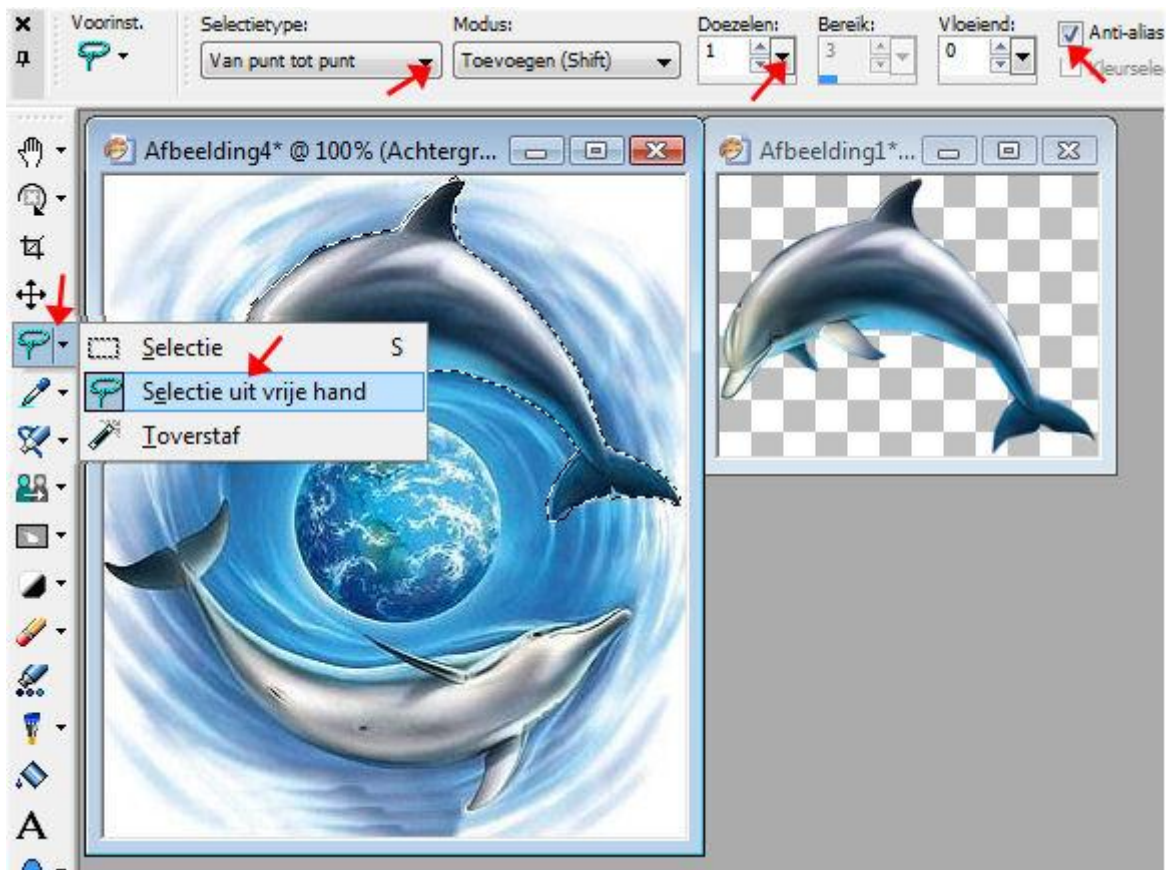 Voorinst. Selectietype: Modus: Doezelen: Bereik: Vloeiend: Anti-alias
Van punt tot punt Toevoegen (Shift) 1 3 0 Kleursele
Afbeelding4* @ 100% (Achtergr... Afbeelding1*...
Selectie S
Selectie uit vrije hand
Toverstaf
A